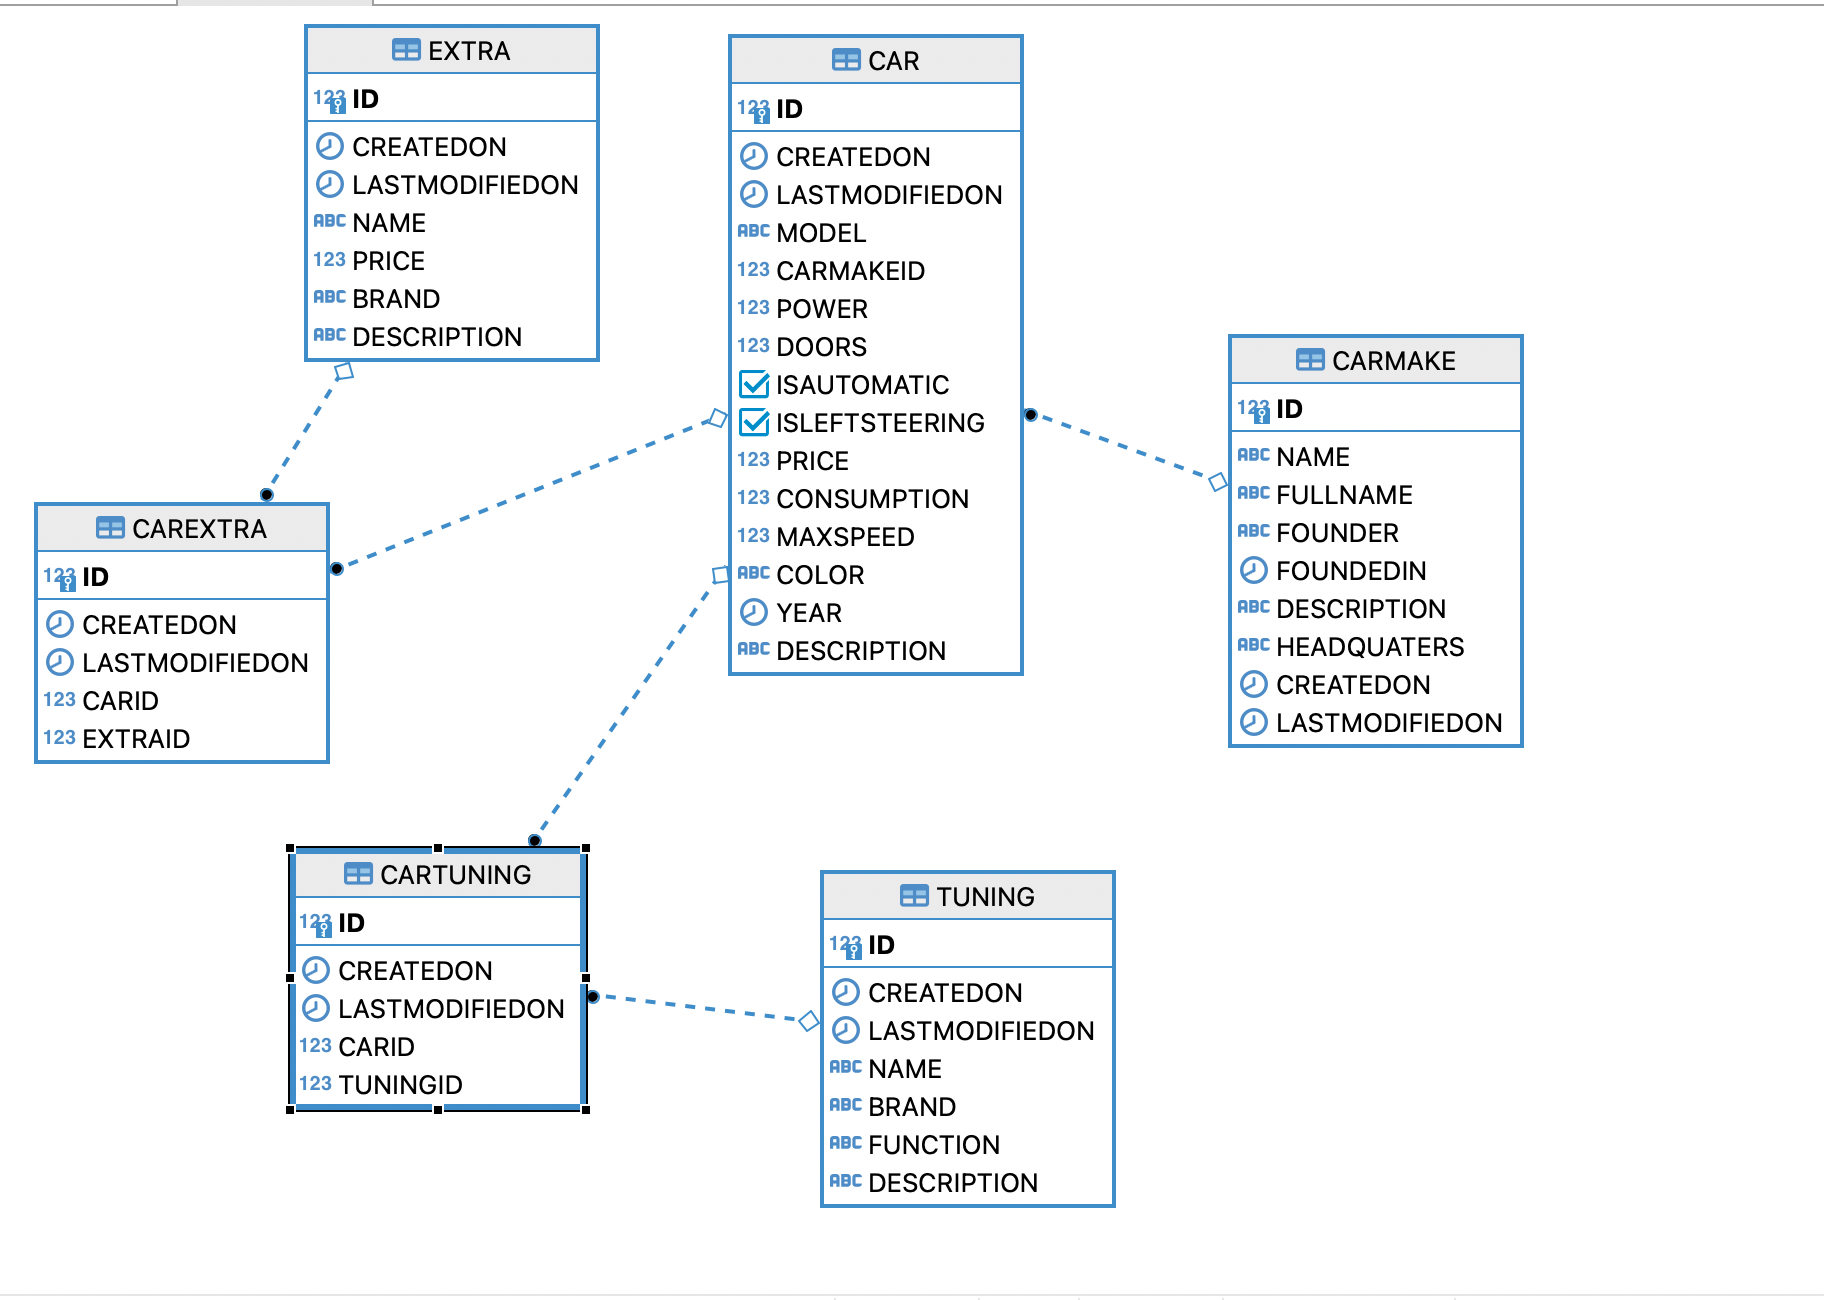 EXTRA
123 ID
CREATEDON
LASTMODIFIEDON
ABC NAME
123 PRICE
ABC BRAND
ABC DESCRIPTION
CAR
123 ID
CREATEDON
LASTMODIFIEDON
ABC MODEL
123 CARMAKEID
123 POWER
123 DOORS
ISAUTOMATIC
ISLEFTSTEERING
123 PRICE
123 CONSUMPTION
123 MAXSPEED
ABC COLOR
YEAR
ABC DESCRIPTION
CARMAKE
123 ID
ABC NAME
ABC FULLNAME
ABC FOUNDER
FOUNDEDIN
ABC DESCRIPTION
ABC HEADQUATERS
CREATEDON
LASTMODIFIEDON
CAREXTRA
123 ID
CREATEDON
LASTMODIFIEDON
123 CARID
123 EXTRAID
CARTUNING
123 ID
CREATEDON
LASTMODIFIEDON
123 CARID
123 TUNINGID
TUNING
123 ID
CREATEDON
LASTMODIFIEDON
ABC NAME
ABC BRAND
ABC FUNCTION
ABC DESCRIPTION